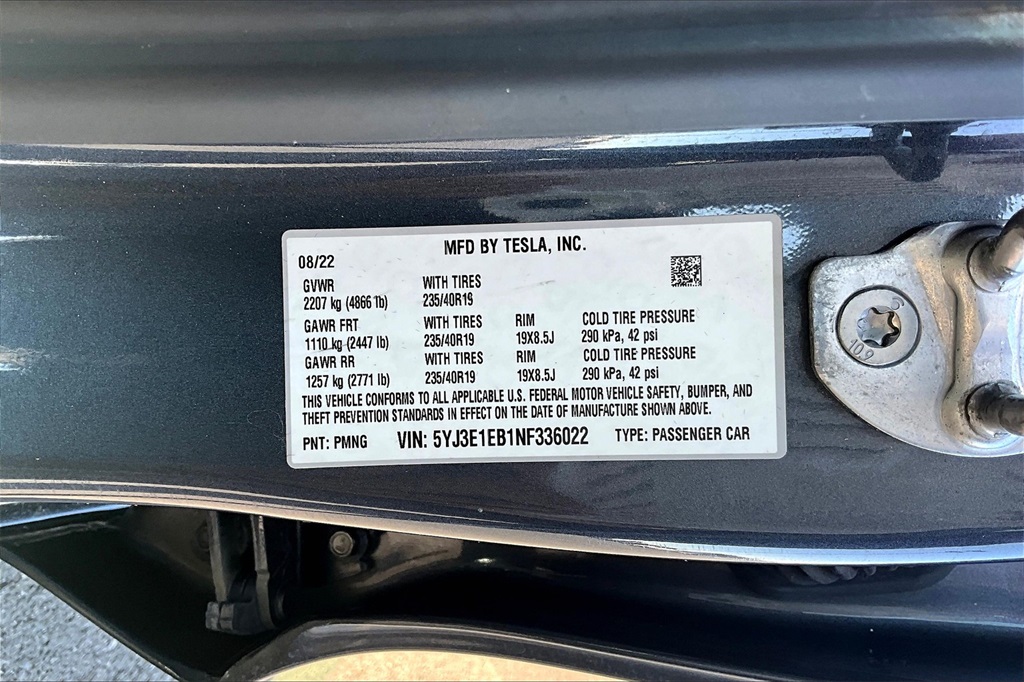 MFD BY TESLA, INC.
08/22
GVWR WITH TIRES
2207 kg (4866 lb) 235/40R19
GAWR FRT WITH TIRES RIM COLD TIRE PRESSURE
1110 kg (2447 lb) 235/40R19 19X8.5J 290 kPa, 42 psi
GAWR RR WITH TIRES RIM COLD TIRE PRESSURE
1257 kg (2771 lb) 235/40R19 19X8.5J 290 kPa, 42 psi
THIS VEHICLE CONFORMS TO ALL APPLICABLE U.S. FEDERAL MOTOR VEHICLE SAFETY, BUMPER, AND
THEFT PREVENTION STANDARDS IN EFFECT ON THE DATE OF MANUFACTURE SHOWN ABOVE.
PNT: PMNG VIN: 5YJ3E1EB1NF336022 TYPE: PASSENGER CAR
10.9